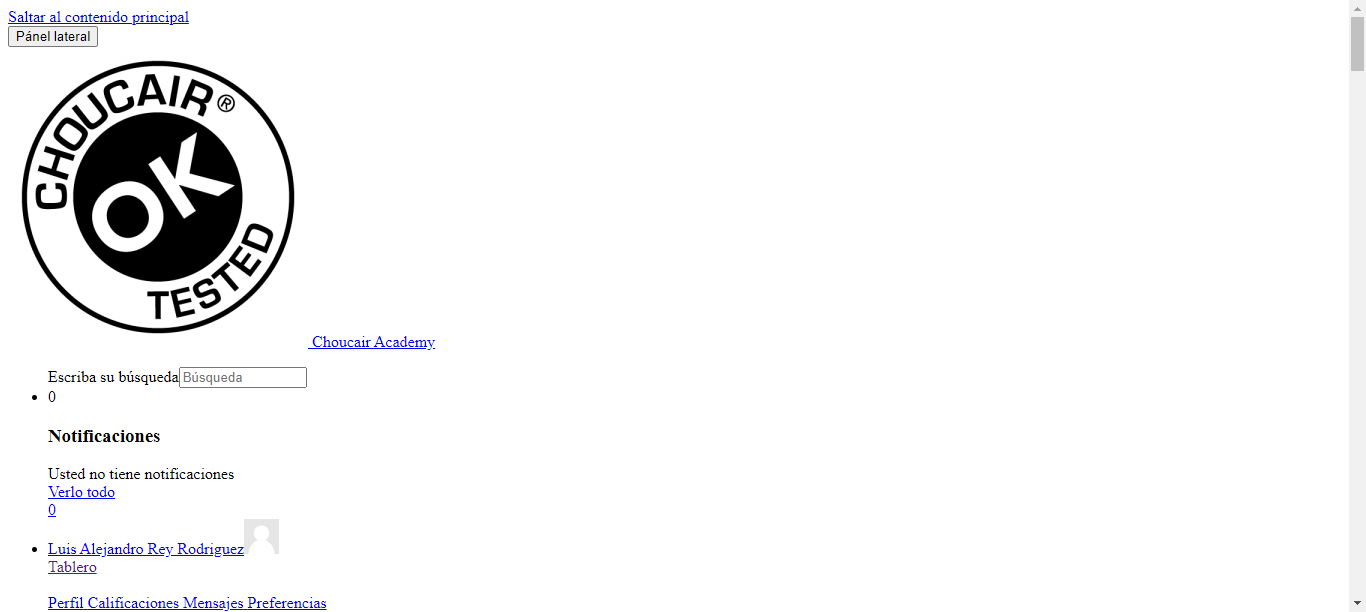 Saltar al contenido principal
Pánel lateral
CHOUCAIR®
OK
TESTED
Choucair Academy
Escriba su búsqueda Búsqueda
0
Notificaciones
Usted no tiene notificaciones
Verlo todo
0
Luis Alejandro Rey Rodriguez
Tablero
Perfil Calificaciones Mensajes Preferencias